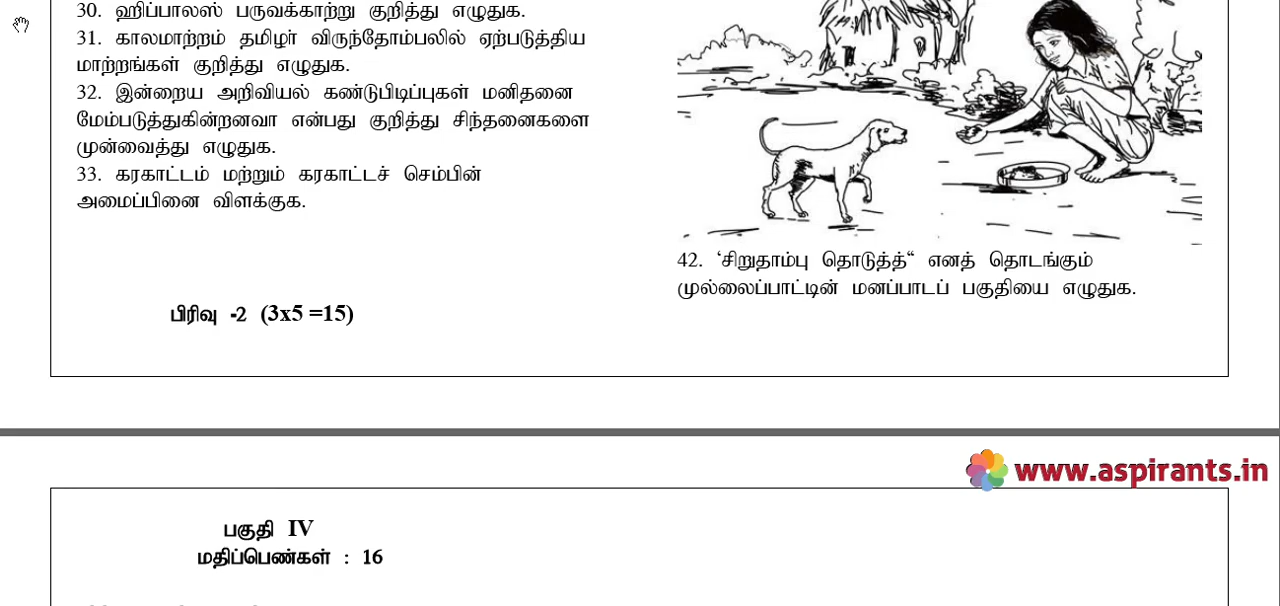 30. ஹிப்பாலஸ் பருவக்காற்று குறித்து எழுதுக.
31. காலமாற்றம் தமிழர் விருந்தோம்பலில் ஏற்படுத்திய
மாற்றங்கள் குறித்து எழுதுக.
32. இன்றைய அறிவியல் கண்டுபிடிப்புகள் மனிதனை
மேம்படுத்துகின்றனவா என்பது குறித்து சிந்தனைகளை
முன்வைத்து எழுதுக.
33. கரகாட்டம் மற்றும் கரகாட்டச் செம்பின்
அமைப்பினை விளக்குக.
பிரிவு -2 (3x5 =15)
42. ‘சிறுதாம்பு தொடுத்த்“ எனத் தொடங்கும்
முல்லைப்பாட்டின் மனப்பாடப் பகுதியை எழுதுக.
www.aspirants.in
பகுதி IV
மதிப்பெண்கள் : 16